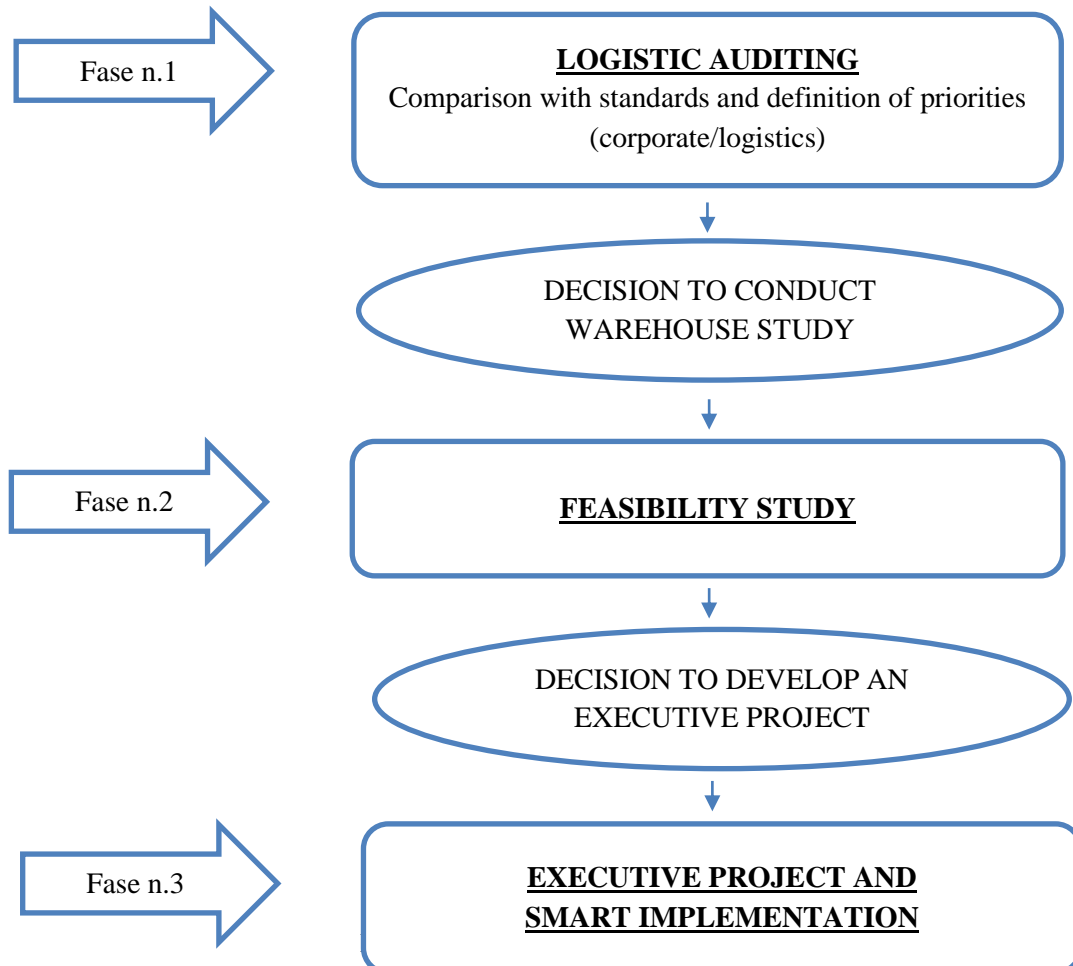 Fase n.1
LOGISTIC AUDITING
Comparison with standards and definition of priorities
(corporate/logistics)
DECISION TO CONDUCT
WAREHOUSE STUDY
Fase n.2
FEASIBILITY STUDY
DECISION TO DEVELOP AN
EXECUTIVE PROJECT
Fase n.3
EXECUTIVE PROJECT AND
SMART IMPLEMENTATION